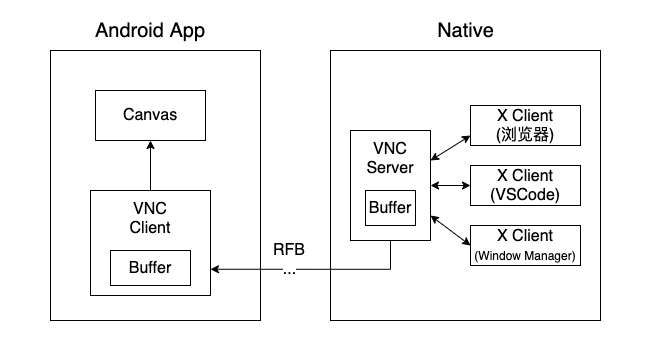 Android App
Native
Canvas
VNC
Client
Buffer
RFB
...
VNC
Server
Buffer
X Client
(浏览器)
X Client
(VSCode)
X Client
(Window Manager)